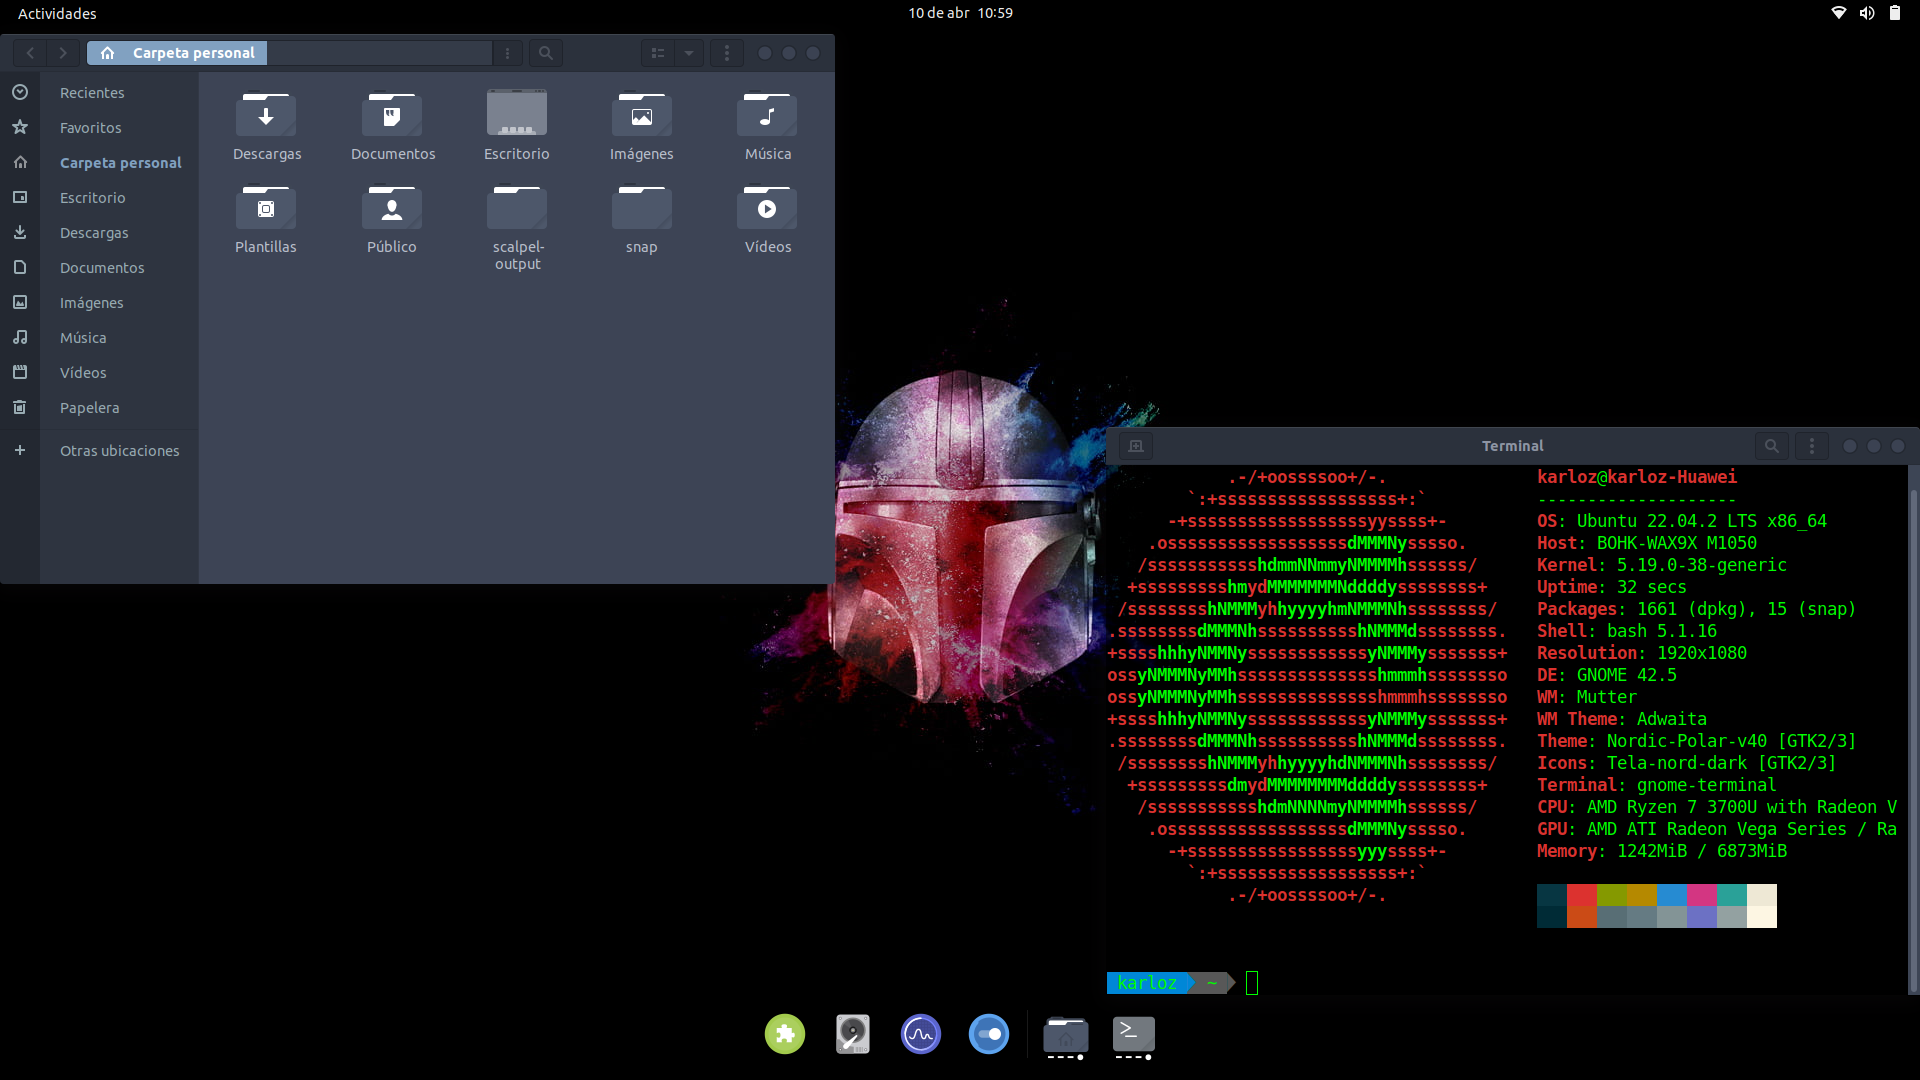 Actividades
10 de abr 10:59
Carpeta personal
Recientes
Favoritos
Carpeta personal
Escritorio
Descargas
Documentos
Imágenes
Música
Vídeos
Papelera
Otras ubicaciones
Descargas
Documentos
Escritorio
Imágenes
Música
Plantillas
Público
scalpel-
output
snap
Vídeos
Terminal
.-/+oossssoo+/-.
`:+ssssssssssssssssss+:`
-+ssssssssssssssssssyyssss+-
.ossssssssssssssssssdMMMNysssso.
/ssssssssssshdmmNNmmyNMMMMhssssss/
+ssssssssshmydMMMMMMMNddddyssssssss+
/sssssssshNMMMyhhyyyyhmNMMMNhssssssss/
.ssssssssdMMMNhsssssssssshNMMMdssssssss.
+sssshhhyNMMNyssssssssssssyNMMMysssssss+
ossyNMMMNyMMhsssssssssssssshmmmhssssssso
ossyNMMMNyMMhsssssssssssssshmmmhssssssso
+sssshhhyNMMNyssssssssssssyNMMMysssssss+
.ssssssssdMMMNhsssssssssshNMMMdssssssss.
/sssssssshNMMMyhhyyyyhdNMMMNhssssssss/
+sssssssssdmydMMMMMMMMddddyssssssss+
/ssssssssssshdmNNNNmyNMMMMhssssss/
.ossssssssssssssssssdMMMNysssso.
-+sssssssssssssssssyyyssss+-
`:+ssssssssssssssssss+:`
.-/+oossssoo+/-.
karloz@karloz-Huawei
--------------------
OS: Ubuntu 22.04.2 LTS x86_64
Host: BOHK-WAX9X M1050
Kernel: 5.19.0-38-generic
Uptime: 32 secs
Packages: 1661 (dpkg), 15 (snap)
Shell: bash 5.1.16
Resolution: 1920x1080
DE: GNOME 42.5
WM: Mutter
WM Theme: Adwaita
Theme: Nordic-Polar-v40 [GTK2/3]
Icons: Tela-nord-dark [GTK2/3]
Terminal: gnome-terminal
CPU: AMD Ryzen 7 3700U with Radeon V
GPU: AMD ATI Radeon Vega Series / Ra
Memory: 1242MiB / 6873MiB
karloz ~